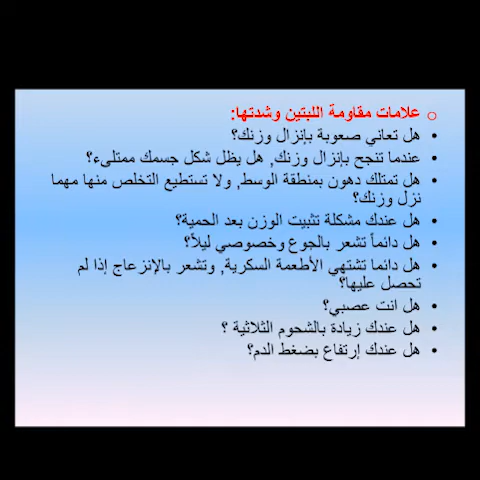 علامات مقاومة اللبتين وشدتها:
هل تعاني صعوبة بإنزال وزنك؟
عندما تنجح بإنزال وزنك, هل يظل شكل جسمك ممتلىء؟
هل تمتلك دهون بمنطقة الوسط, ولا تستطيع التخلص منها مهما
نزل وزنك؟
هل عندك مشكلة تثبيت الوزن بعد الحمية؟
هل دائماً تشعر بالجوع وخصوصي ليلاً؟
هل دائما تشتهي الأطعمة السكرية, وتشعر بالإنزعاج إذا لم
تحصل عليها؟
هل انت عصبي؟
هل عندك زيادة بالشحوم الثلاثية ؟
هل عندك إرتفاع بضغط الدم؟